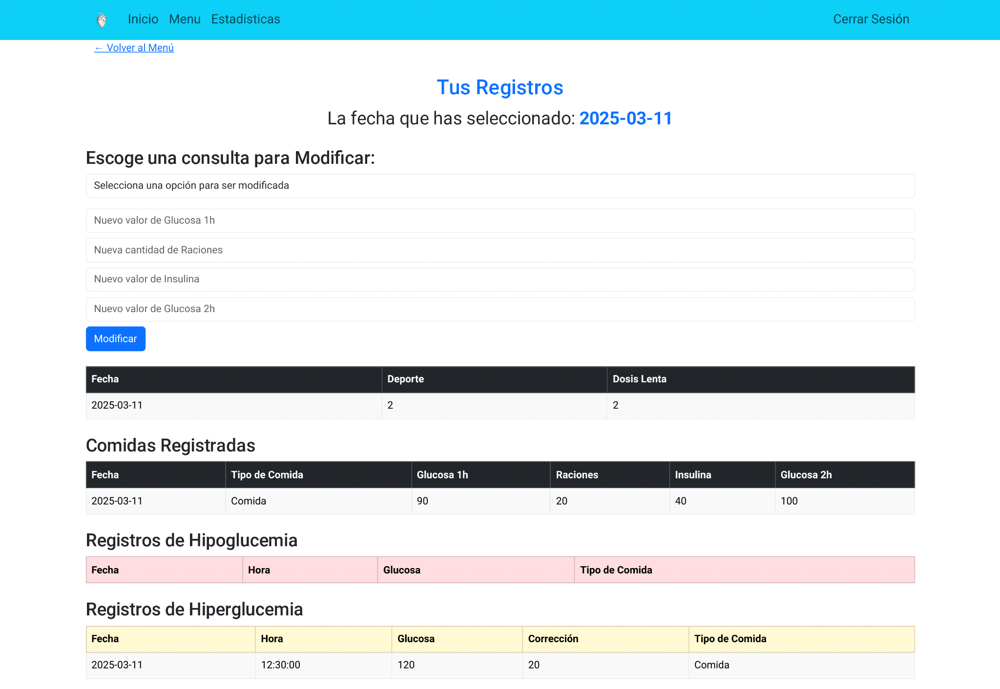 Inicio Menu Estadisticas Cerrar Sesión
← Volver al Menú
Tus Registros
La fecha que has seleccionado: 2025-03-11
Escoge una consulta para Modificar:
Selecciona una opción para ser modificada
Nuevo valor de Glucosa 1h
Nueva cantidad de Raciones
Nuevo valor de Insulina
Nuevo valor de Glucosa 2h
Modificar
Fecha Deporte Dosis Lenta
2025-03-11 2 2
Comidas Registradas
Fecha Tipo de Comida Glucosa 1h Raciones Insulina Glucosa 2h
2025-03-11 Comida 90 20 40 100
Registros de Hipoglucemia
Fecha Hora Glucosa Tipo de Comida
Registros de Hiperglucemia
Fecha Hora Glucosa Corrección Tipo de Comida
2025-03-11 12:30:00 120 20 Comida